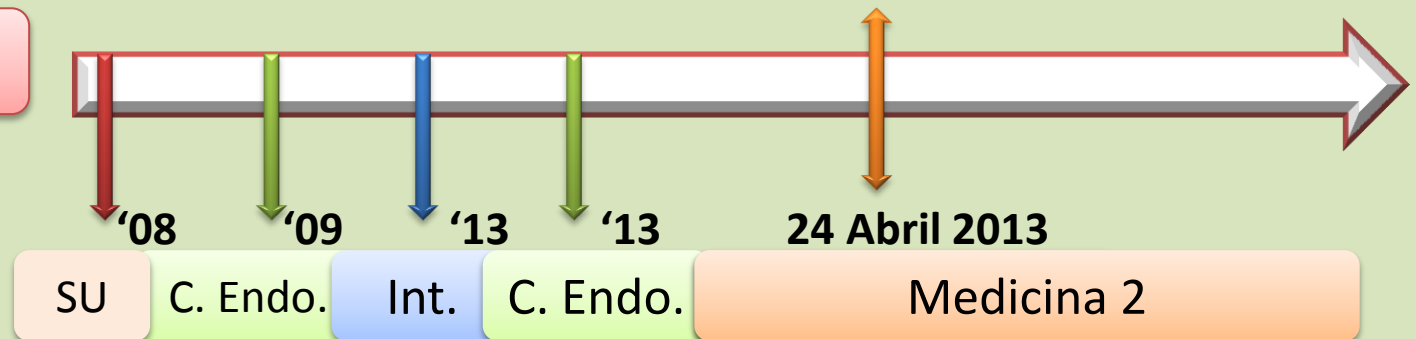 ‘08 ‘09 ‘13 ‘13 24 Abril 2013
SU C. Endo. Int. C. Endo. Medicina 2